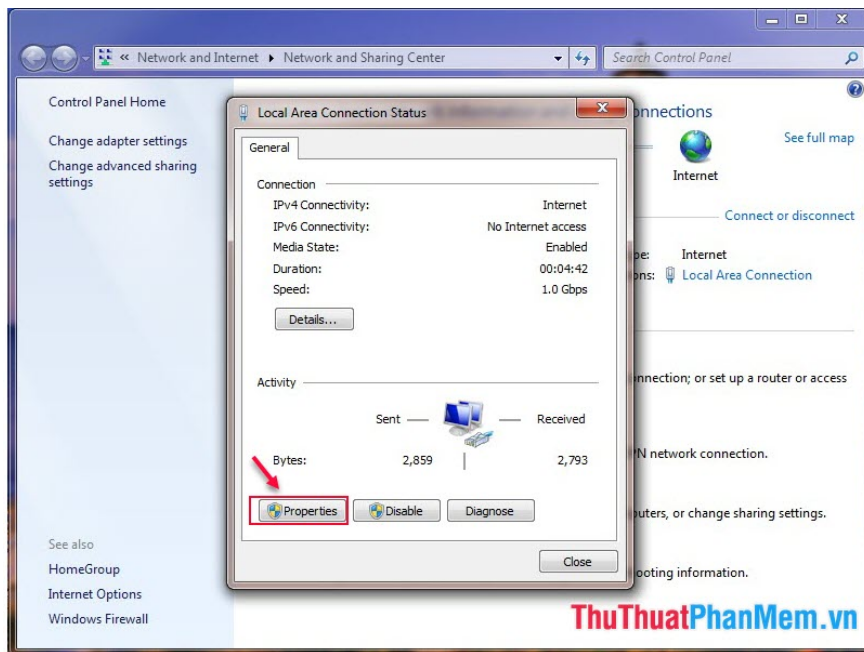 « Network and Internet ▸ Network and Sharing Center
Search Control Panel
Control Panel Home
Change adapter settings
Change advanced sharing
settings
See also
HomeGroup
Internet Options
Windows Firewall
Local Area Connection Status
General
Connection
IPv4 Connectivity: Internet
IPv6 Connectivity: No Internet access
Media State: Enabled
Duration: 00:04:42
Speed: 1.0 Gbps
Details...
Activity
Sent — — Received
Bytes: 2,859 | 2,793
Properties Disable Diagnose
Close
See full map
Internet
Connect or disconnect
Internet
Local Area Connection
or set up a router or access
network connection.
or change sharing settings.
information.
ThuThuatPhanMem.vn